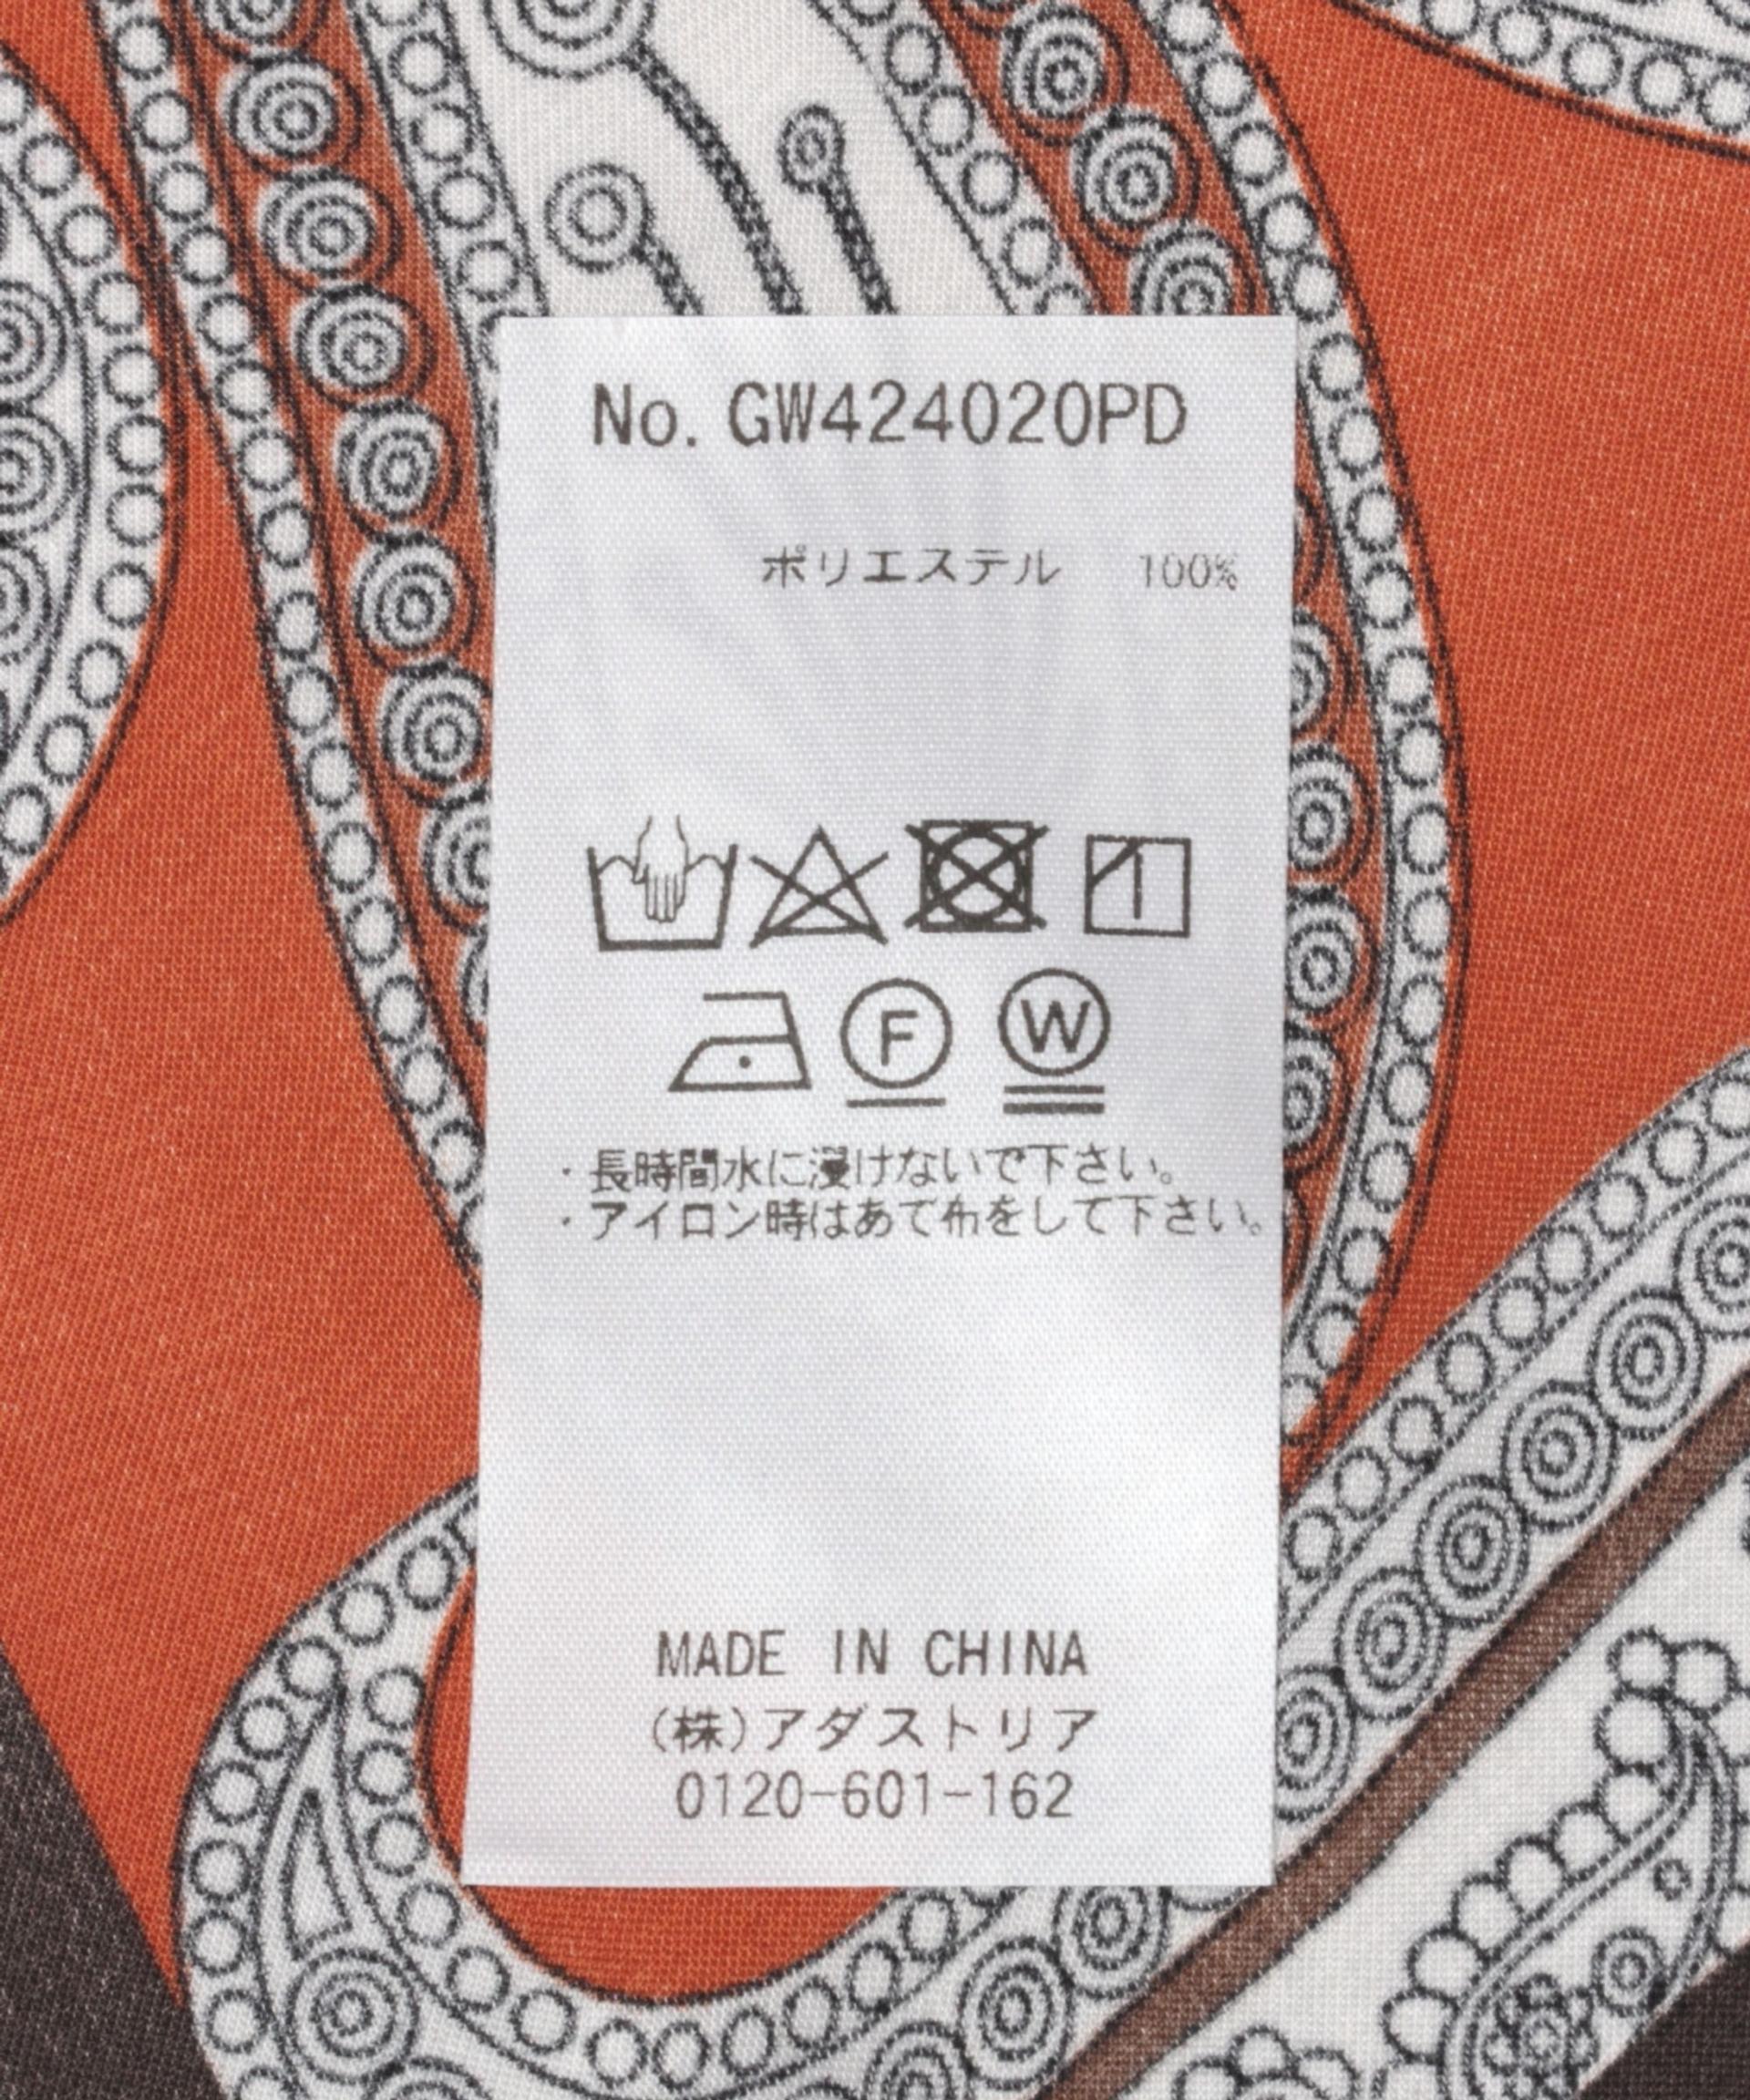 No. GW424020PD
ポリエステル 100%
F W
・長時間水に浸けないで下さい。
・アイロン時はあて布をして下さい。
MADE IN CHINA
(株)アダストリア
0120-601-162